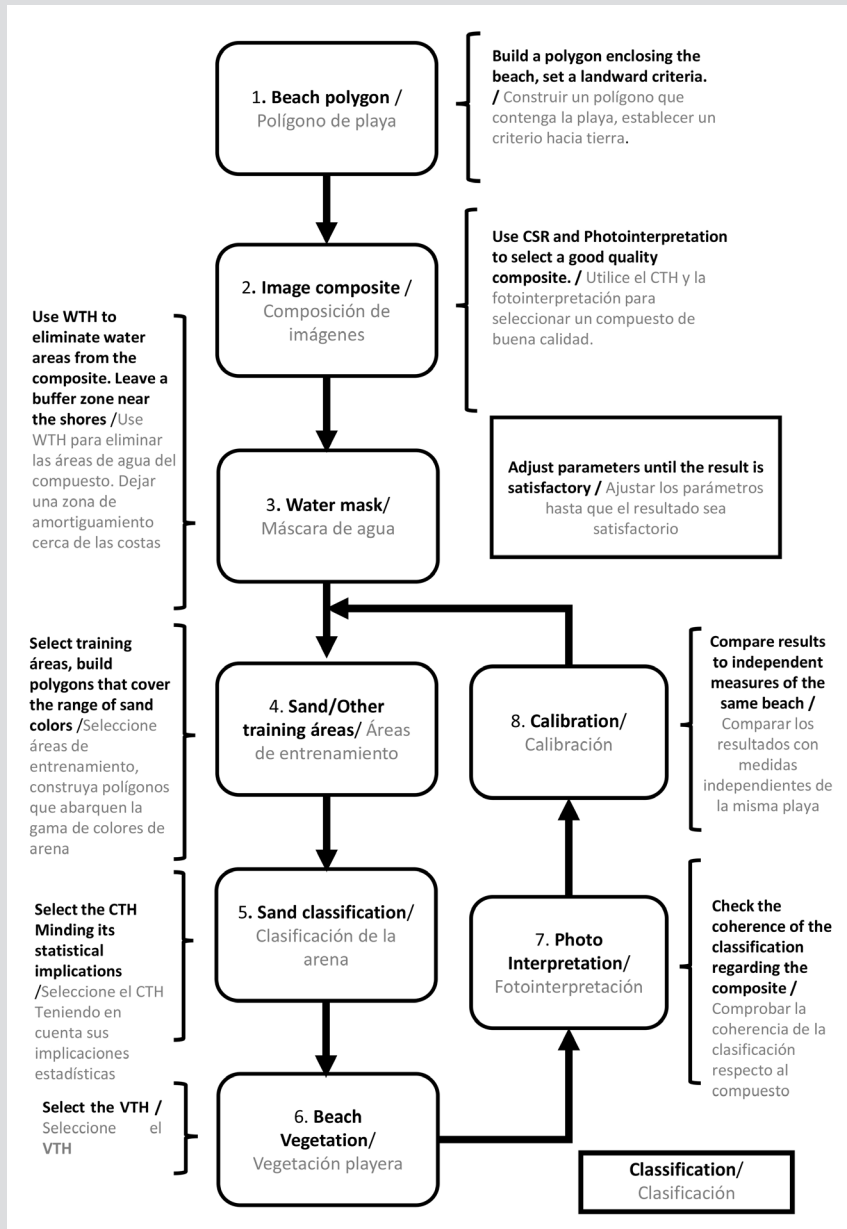 1. Beach polygon /
Polígono de playa
Build a polygon enclosing the
beach, set a landward criteria.
/ Construir un polígono que
contenga la playa, establecer un
criterio hacia tierra.
2. Image composite /
Composición de
imágenes
Use CSR and Photointerpretation
to select a good quality
composite. / Utilice el CTH y la
fotointerpretación para
seleccionar un compuesto de
buena calidad.
Use WTH to
eliminate water
areas from the
composite. Leave a
buffer zone near
the shores /Use
WTH para eliminar
las áreas de agua del
compuesto. Dejar
una zona de
amortiguamiento
cerca de las costas
3. Water mask/
Máscara de agua
Adjust parameters until the result is
satisfactory / Ajustar los parámetros
hasta que el resultado sea
satisfactorio
Select training
áreas, build
polygons that cover
the range of sand
colors /Seleccione
áreas de
entrenamiento,
construya polígonos
que abarquen la
gama de colores de
arena
4. Sand/Other
training áreas/ Áreas
de entrenamiento
8. Calibration/
Calibración
Compare results
to independent
measures of the
same beach /
Comparar los
resultados con
medidas
independientes de
la misma playa
Select the CTH
Minding its
statistical
implications
/Seleccione el CTH
Teniendo en
cuenta sus
implicaciones
estadísticas
5. Sand classification/
Clasificación de la
arena
7. Photo
Interpretation/
Fotointerpretación
Check the
coherence of the
classification
regarding the
composite /
Comprobar la
coherencia de la
clasificación
respecto al
compuesto
Select the VTH /
Seleccione el
VTH
6. Beach
Vegetation/
Vegetación playera
Classification/
Clasificación